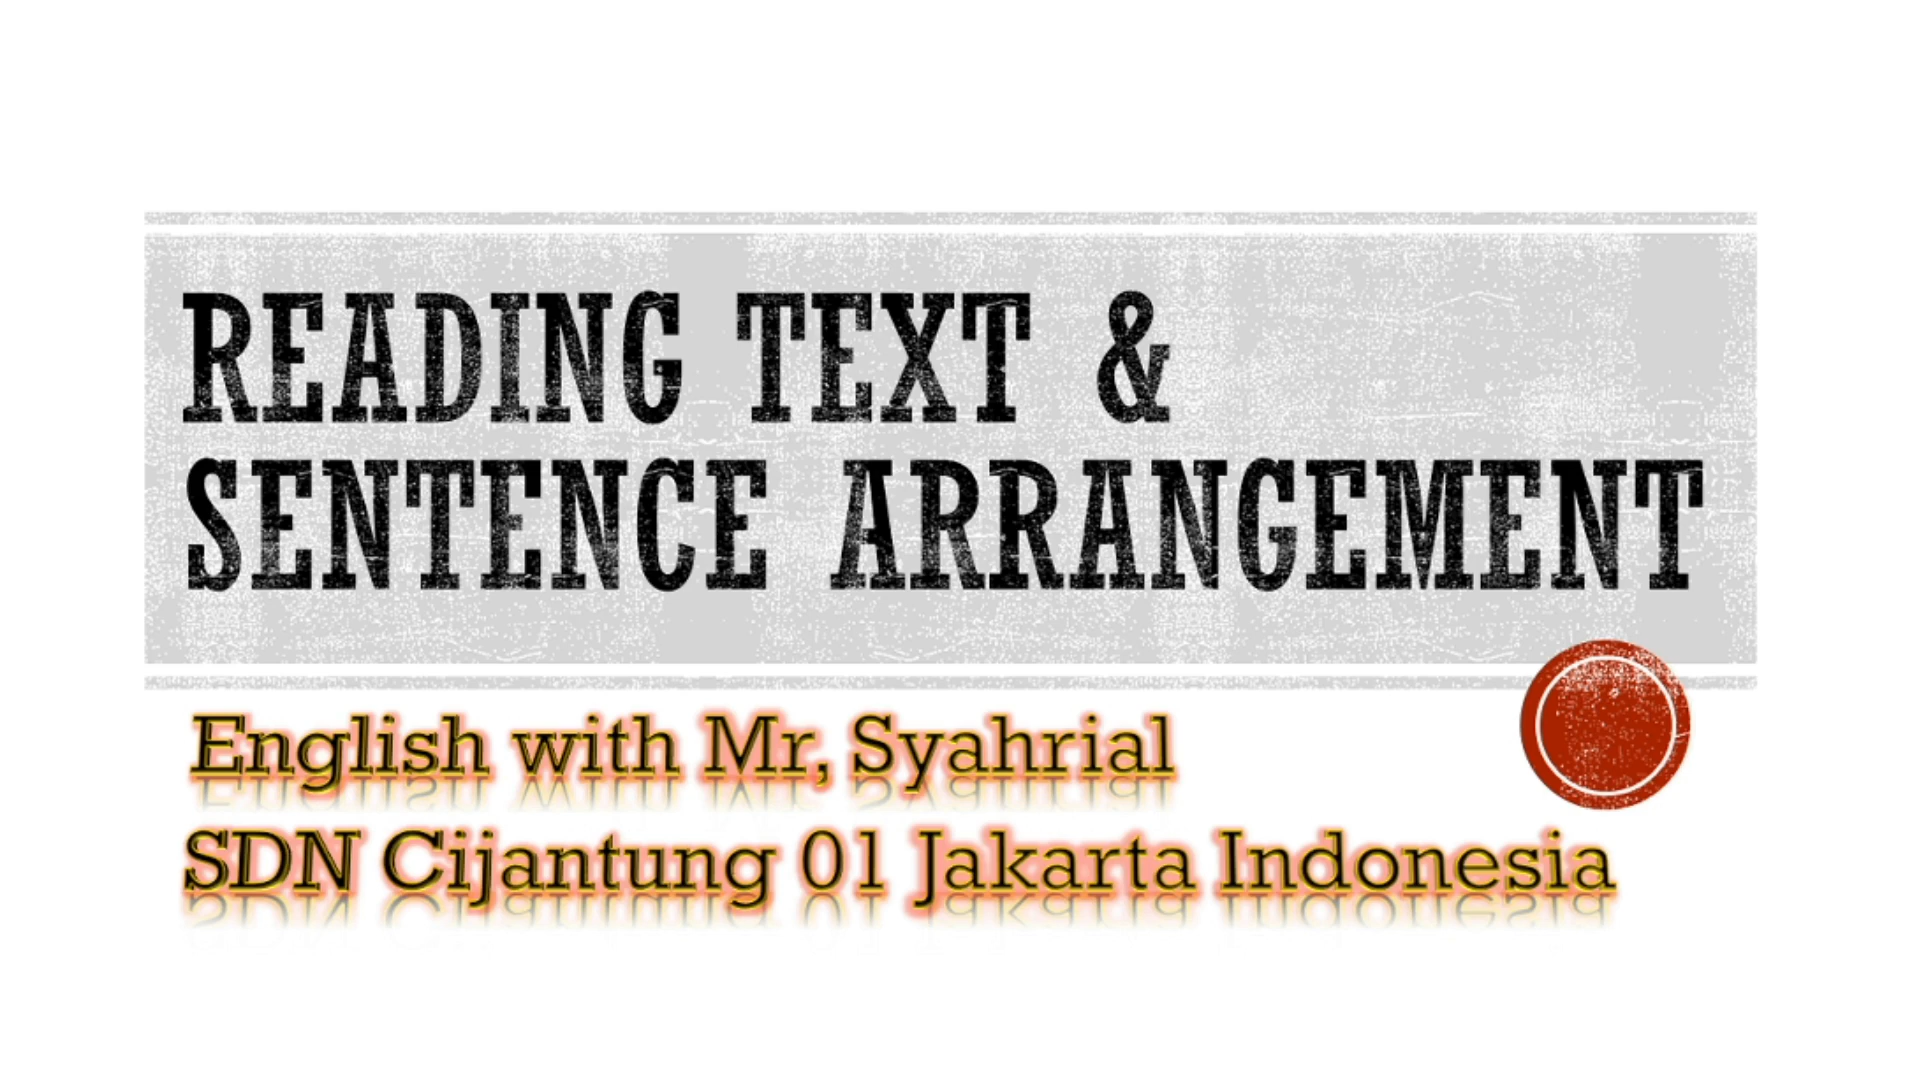 READING TEXT &
SENTENCE ARRANGEMENT
English with Mr, Syahrial
SDN Cijantung 01 Jakarta Indonesia